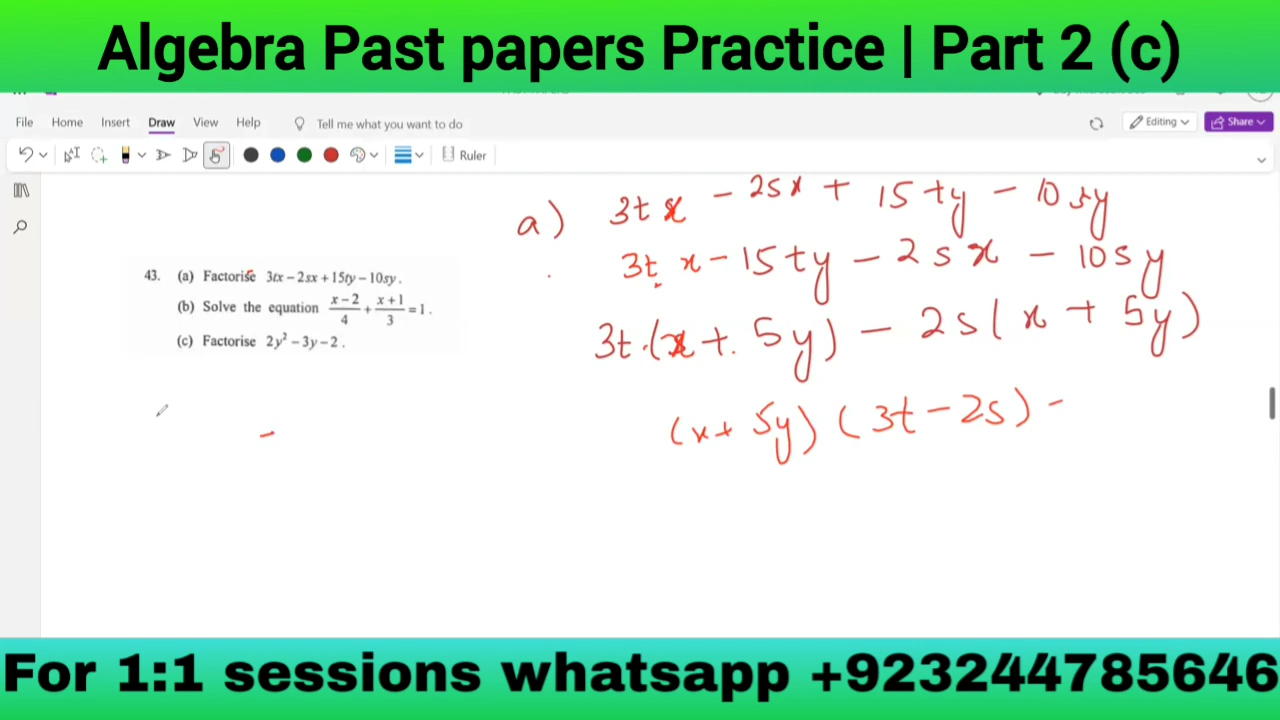 Algebra Past papers Practice | Part 2 (c)
File Home Insert Draw View Help Tell me what you want to do Editing Share
Ruler
43. (a) Factorise 3tx − 2sx + 15ty − 10sy.
(b) Solve the equation (x−2)/4 + (x+1)/3 = 1.
(c) Factorise 2y² − 3y − 2.
a) 3tx − 2sx + 15ty − 10sy
3tx − 15ty − 2sx − 10sy
3t.(x + 5y) − 2s(x + 5y)
(x + 5y)(3t − 2s) -
For 1:1 sessions whatsapp +923244785646